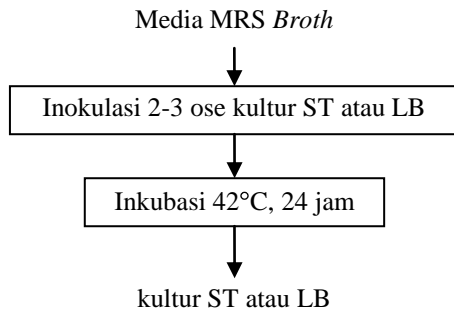 Media MRS Broth
Inokulasi 2-3 ose kultur ST atau LB
Inkubasi 42°C, 24 jam
kultur ST atau LB